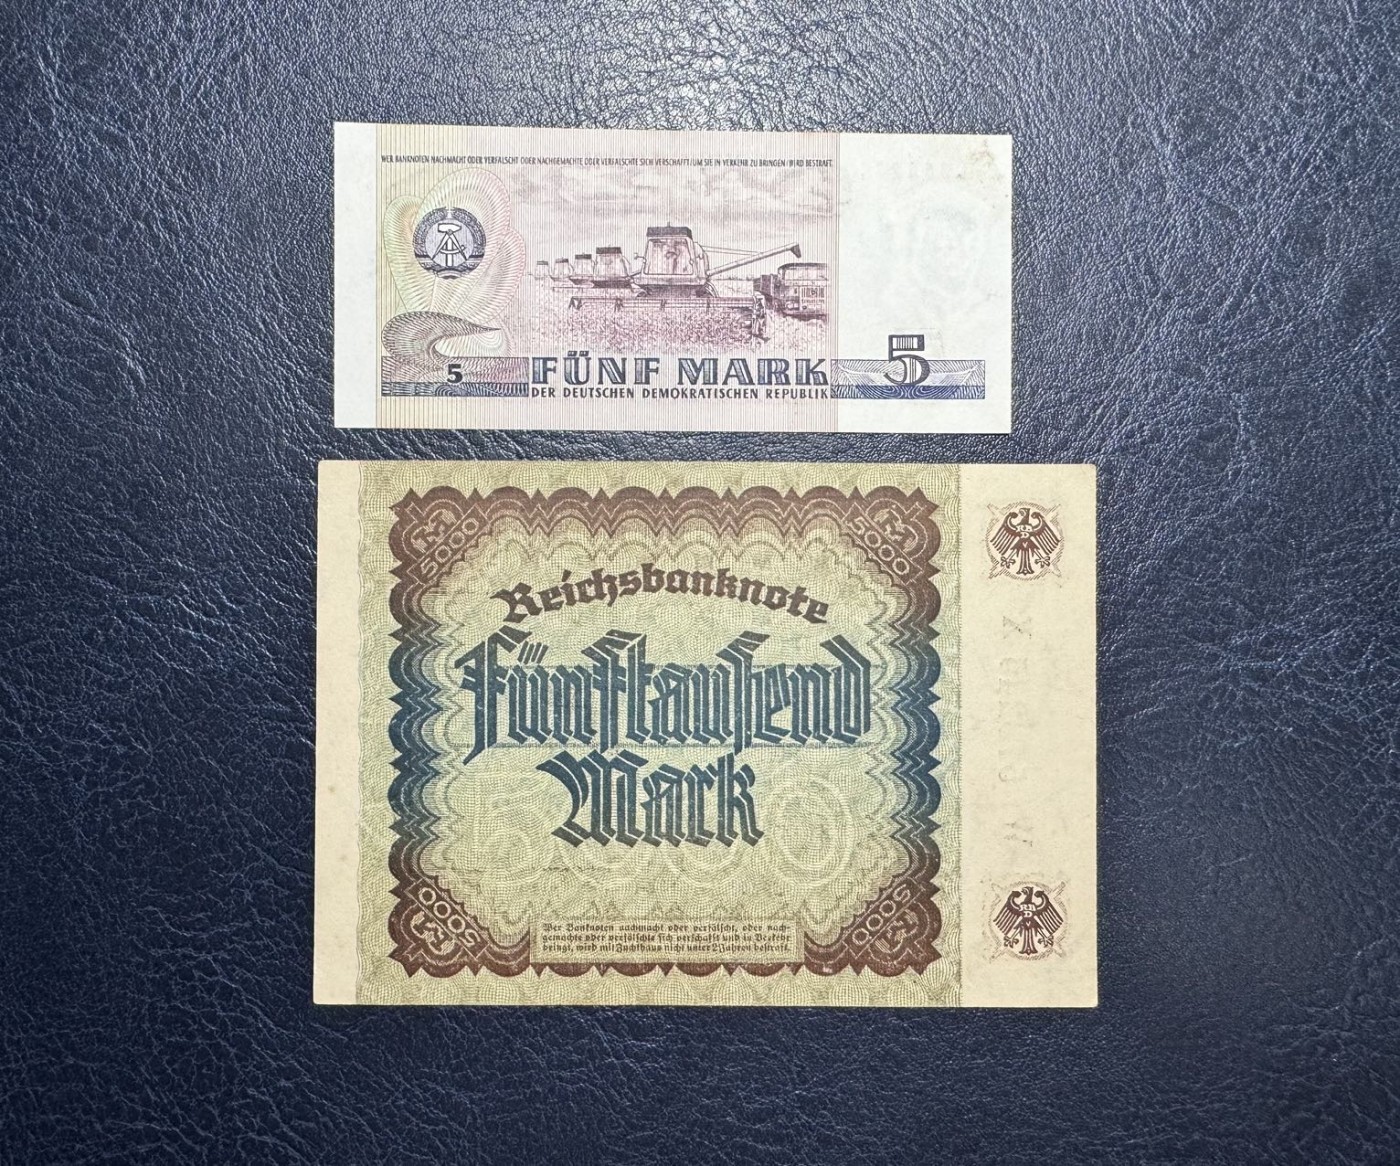 WER BANKNOTEN NACHMACHT ODER VERFÄLSCHT ODER NACHGEMACHTE ODER VERFÄLSCHTE SICH VERSCHAFFT/UM SIE IN VERKEHR ZU BRINGEN/WIRD BESTRAFT.
5
5
FÜNF MARK
DER DEUTSCHEN DEMOKRATISCHEN REPUBLIK
M 5000
M 5000
Reichsbanknote
Fünftausend
Mark
5000 M
5000 M
Wer Banknoten nachmacht oder verfälscht, oder nach-
gemachte oder verfälschte sich verschafft und in Verkehr
bringt, wird mit Zuchthaus nicht unter 2 Jahren bestraft.